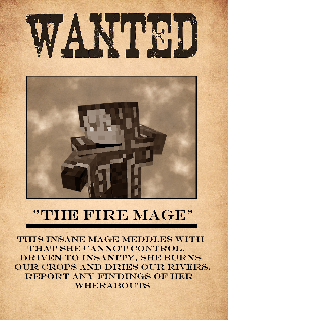 WANTED
"THE FIRE MAGE"
THIS INSANE MAGE MEDDLES WITH
THAT SHE CANNOT CONTROL.
DRIVEN TO INSANITY, SHE BURNS
OUR CROPS AND DRIES OUR RIVERS.
REPORT ANY FINDINGS OF HER
WHERABOUTS